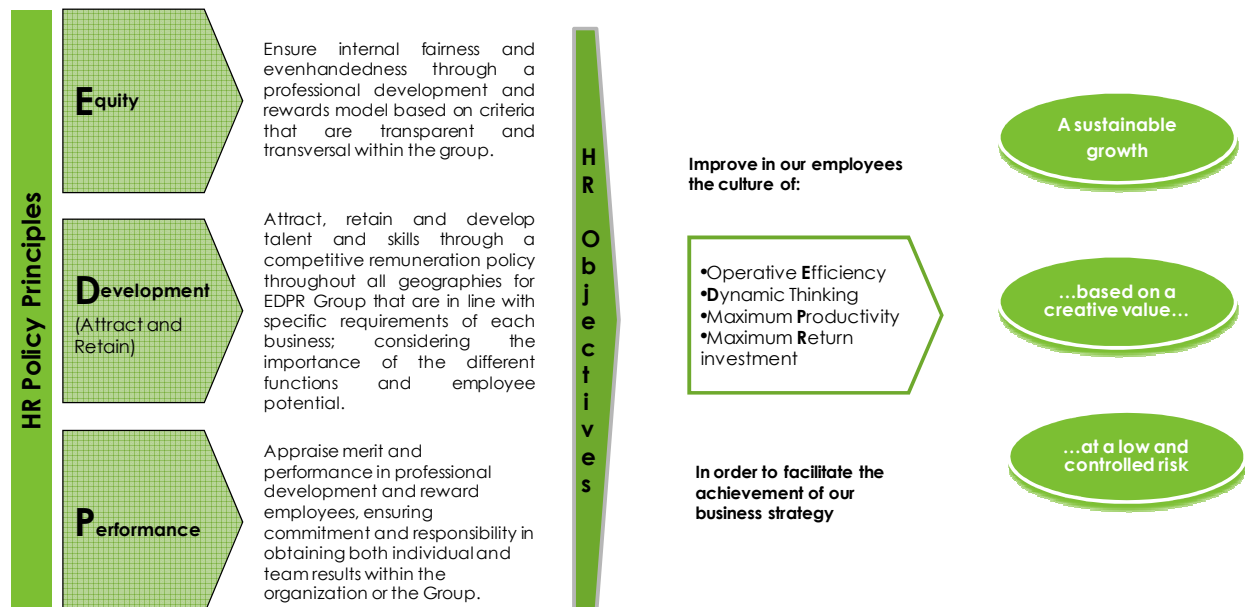 HR Policy Principles
Equity
Ensure internal fairness and
evenhandedness through a
professional development and
rewards model based on criteria
that are transparent and
transversal within the group.
Development
(Attract and
Retain)
Attract, retain and develop
talent and skills through a
competitive remuneration policy
throughout all geographies for
EDPR Group that are in line with
specific requirements of each
business; considering the
importance of the different
functions and employee
potential.
Performance
Appraise merit and
performance in professional
development and reward
employees, ensuring
commitment and responsibility in
obtaining both individual and
team results within the
organization or the Group.
HR Objectives
Improve in our employees
the culture of:
•Operative Efficiency
•Dynamic Thinking
•Maximum Productivity
•Maximum Return
investment
In order to facilitate the
achievement of our
business strategy
A sustainable
growth
…based on a
creative value…
…at a low and
controlled risk